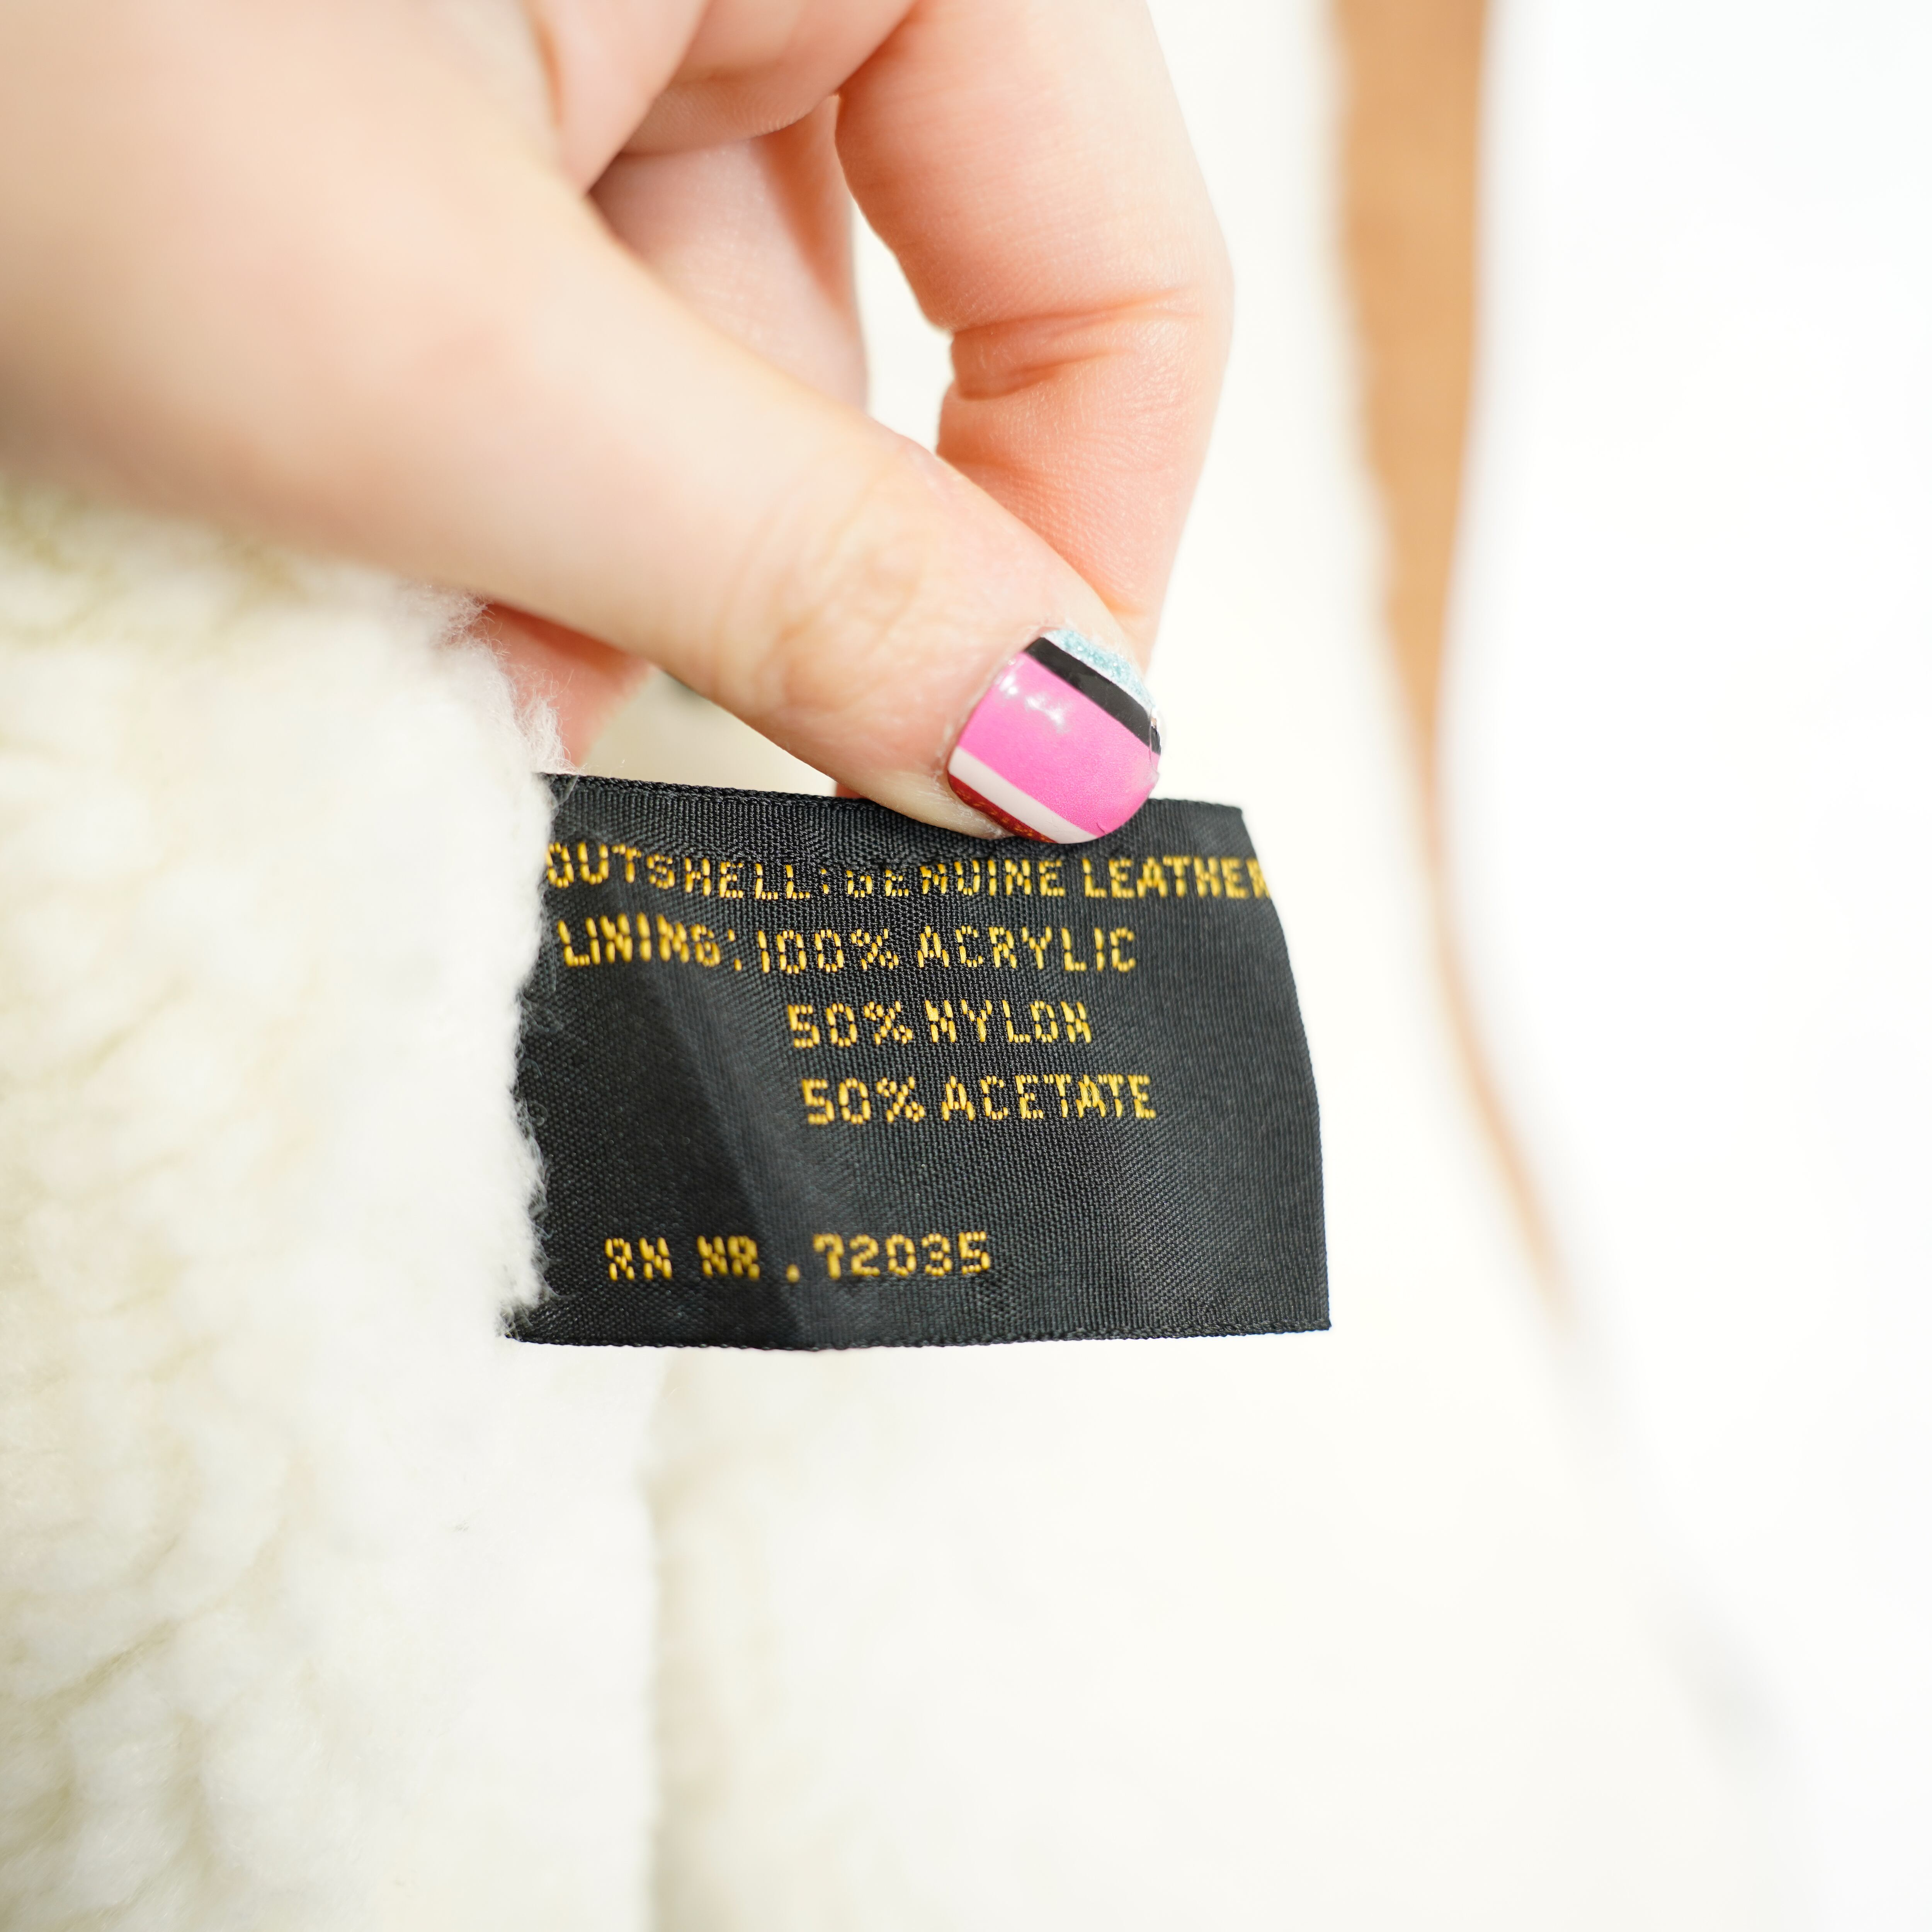 OUTSHELL: GENUINE LEATHER
LINING: 100% ACRYLIC
50% NYLON
50% ACETATE
RN NR. 72035